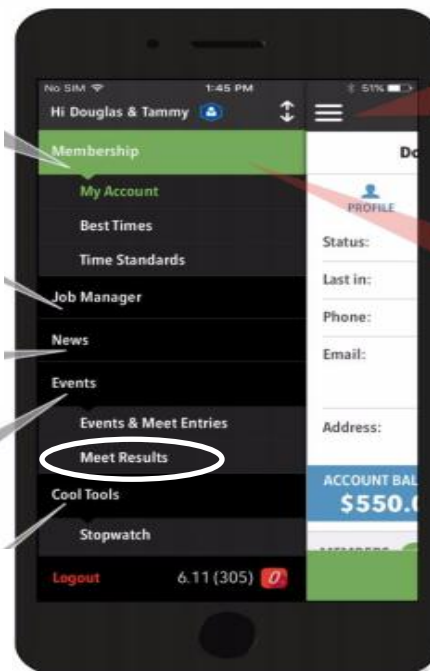 No SIM 1:45 PM 51%
Hi Douglas & Tammy
Membership
My Account
Best Times
Time Standards
Job Manager
News
Events
Events & Meet Entries
Meet Results
Cool Tools
Stopwatch
Logout 6.11 (305)
Do
PROFILE
Status:
Last in:
Phone:
Email:
Address:
ACCOUNT BAL
$550.0